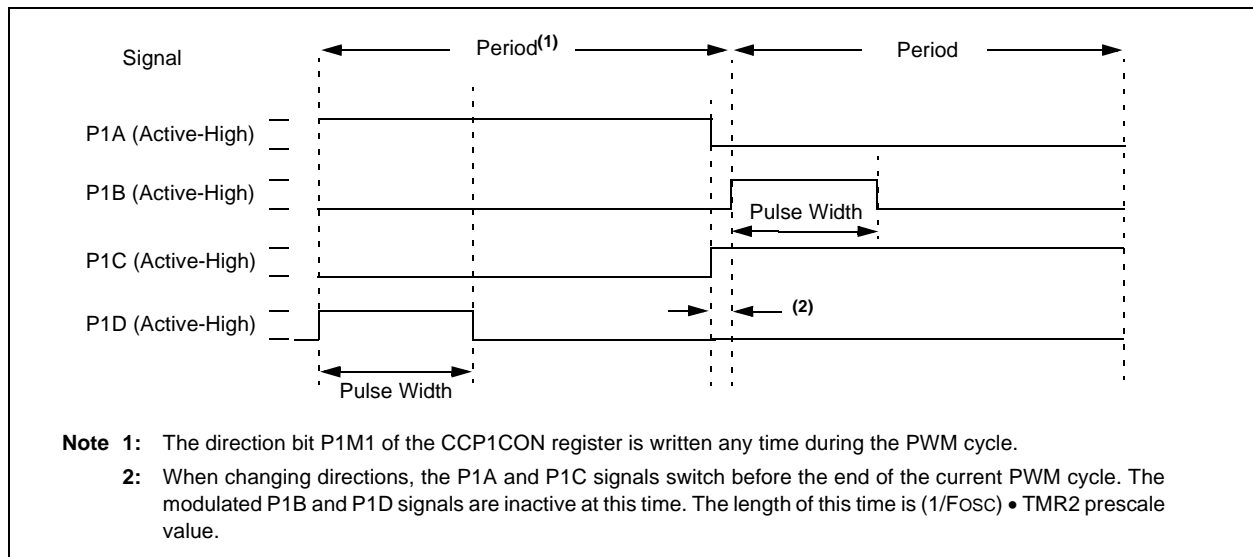 Signal
Period(1)
Period
P1A (Active-High)
P1B (Active-High)
Pulse Width
P1C (Active-High)
(2)
P1D (Active-High)
Pulse Width
Note 1: The direction bit P1M1 of the CCP1CON register is written any time during the PWM cycle.
2: When changing directions, the P1A and P1C signals switch before the end of the current PWM cycle. The
modulated P1B and P1D signals are inactive at this time. The length of this time is (1/FOSC) • TMR2 prescale
value.